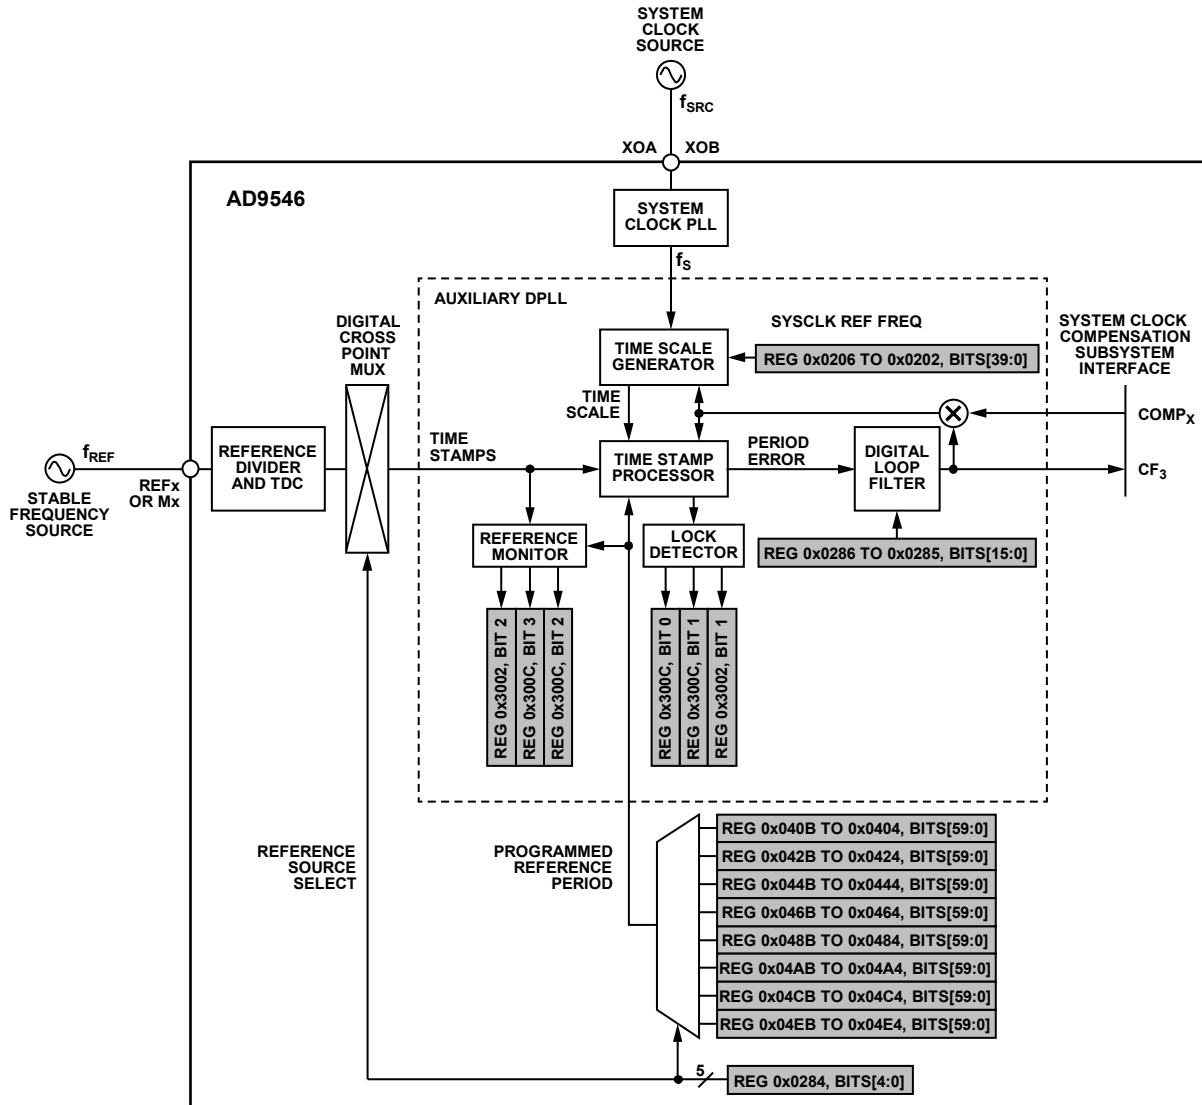 SYSTEM
CLOCK
SOURCE
fSRC
XOA
XOB
AD9546
SYSTEM
CLOCK PLL
fS
AUXILIARY DPLL
DIGITAL
CROSS
POINT
MUX
TIME SCALE
GENERATOR
SYSCLK REF FREQ
REG 0x0206 TO 0x0202, BITS[39:0]
SYSTEM CLOCK
COMPENSATION
SUBSYSTEM
INTERFACE
TIME
SCALE
COMPX
fREF
REFERENCE
DIVIDER
AND TDC
TIME
STAMPS
TIME STAMP
PROCESSOR
PERIOD
ERROR
DIGITAL
LOOP
FILTER
CF3
REFx
OR Mx
STABLE
FREQUENCY
SOURCE
REFERENCE
MONITOR
LOCK
DETECTOR
REG 0x0286 TO 0x0285, BITS[15:0]
REG 0x3002, BIT 2
REG 0x300C, BIT 3
REG 0x300C, BIT 2
REG 0x300C, BIT 0
REG 0x300C, BIT 1
REG 0x3002, BIT 1
REFERENCE
SOURCE
SELECT
PROGRAMMED
REFERENCE
PERIOD
REG 0x040B TO 0x0404, BITS[59:0]
REG 0x042B TO 0x0424, BITS[59:0]
REG 0x044B TO 0x0444, BITS[59:0]
REG 0x046B TO 0x0464, BITS[59:0]
REG 0x048B TO 0x0484, BITS[59:0]
REG 0x04AB TO 0x04A4, BITS[59:0]
REG 0x04CB TO 0x04C4, BITS[59:0]
REG 0x04EB TO 0x04E4, BITS[59:0]
5
REG 0x0284, BITS[4:0]